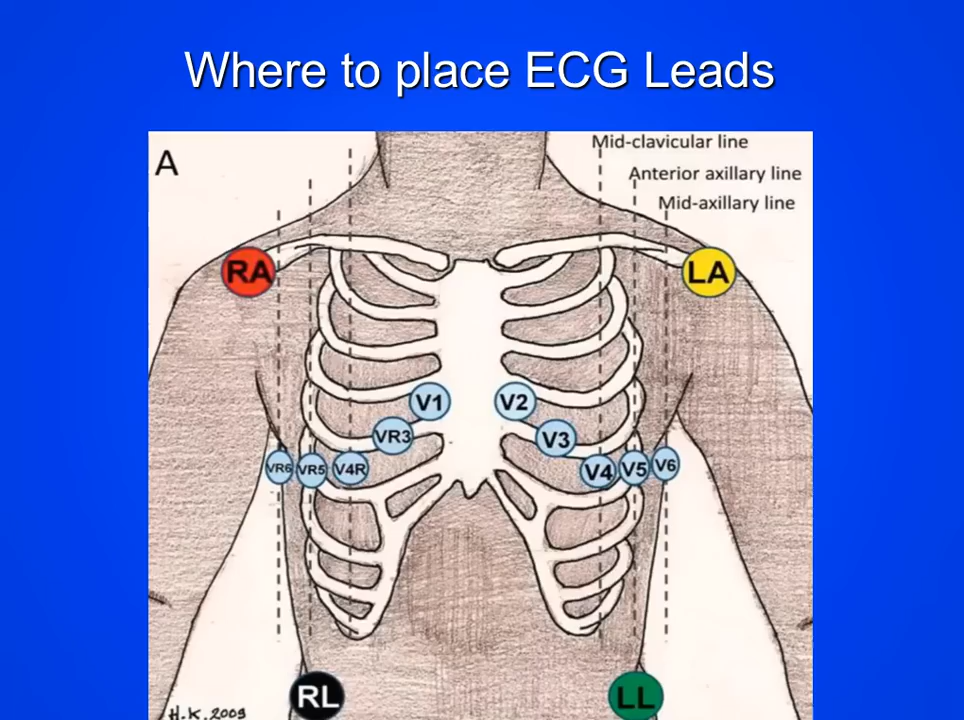 Where to place ECG Leads
A
Mid-clavicular line
Anterior axillary line
Mid-axillary line
RA
LA
V1
V2
VR3
V3
VR6
VR5
V4R
V4
V5
V6
RL
LL
H.K. 2009